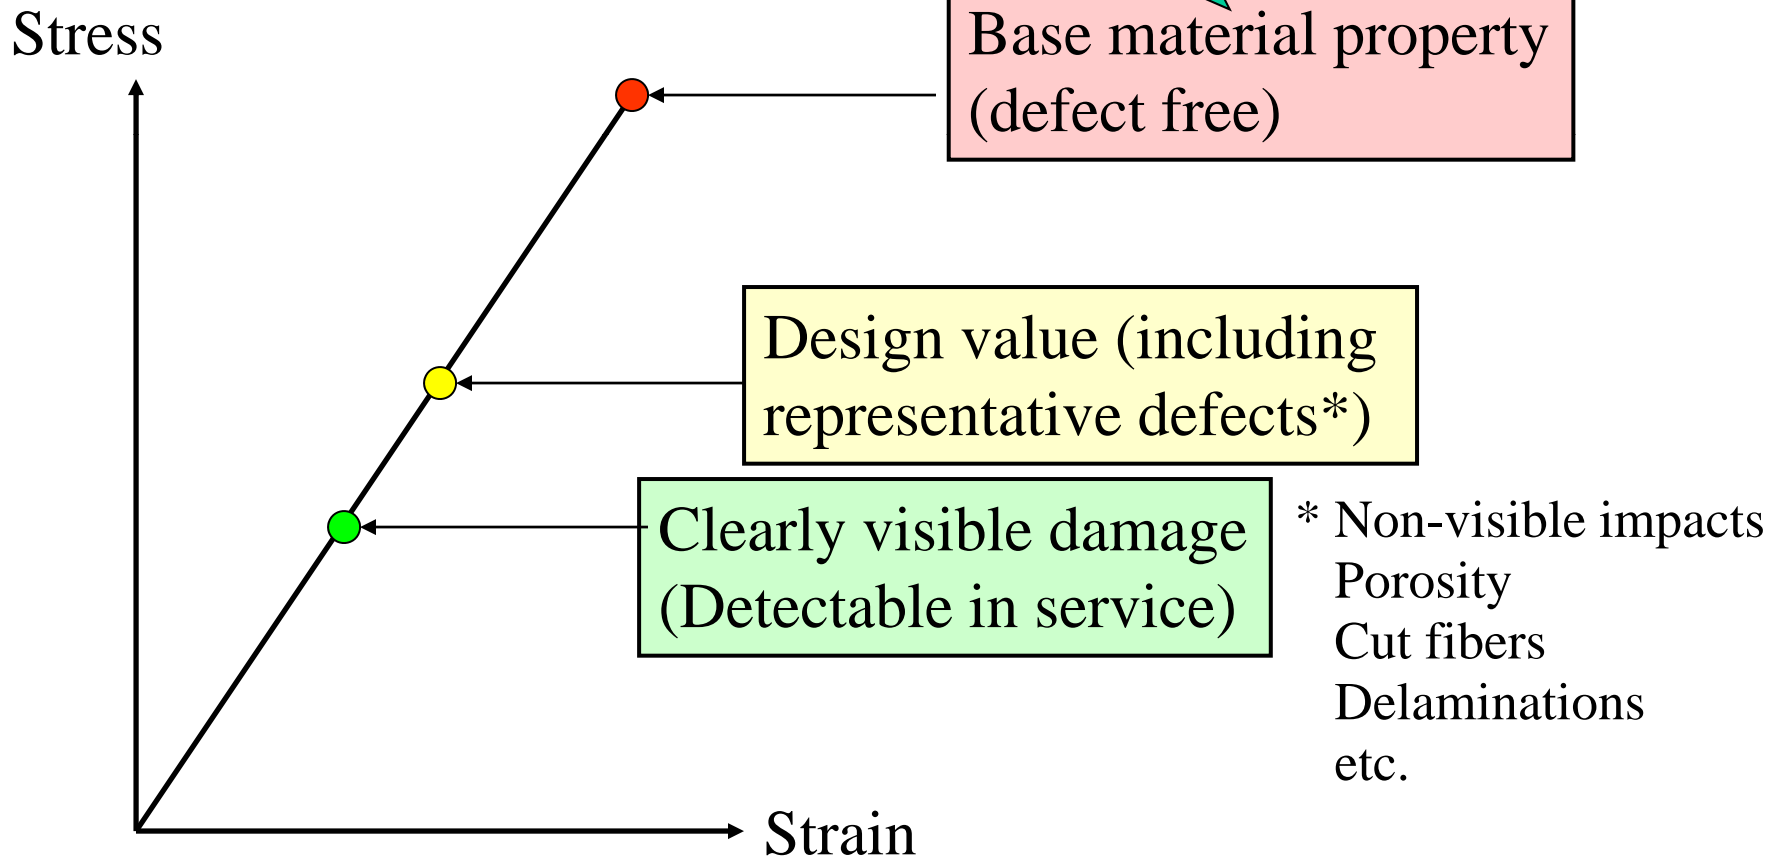 Stress
Base material property
(defect free)
Design value (including
representative defects*)
Clearly visible damage
(Detectable in service)
* Non-visible impacts
Porosity
Cut fibers
Delaminations
etc.
Strain